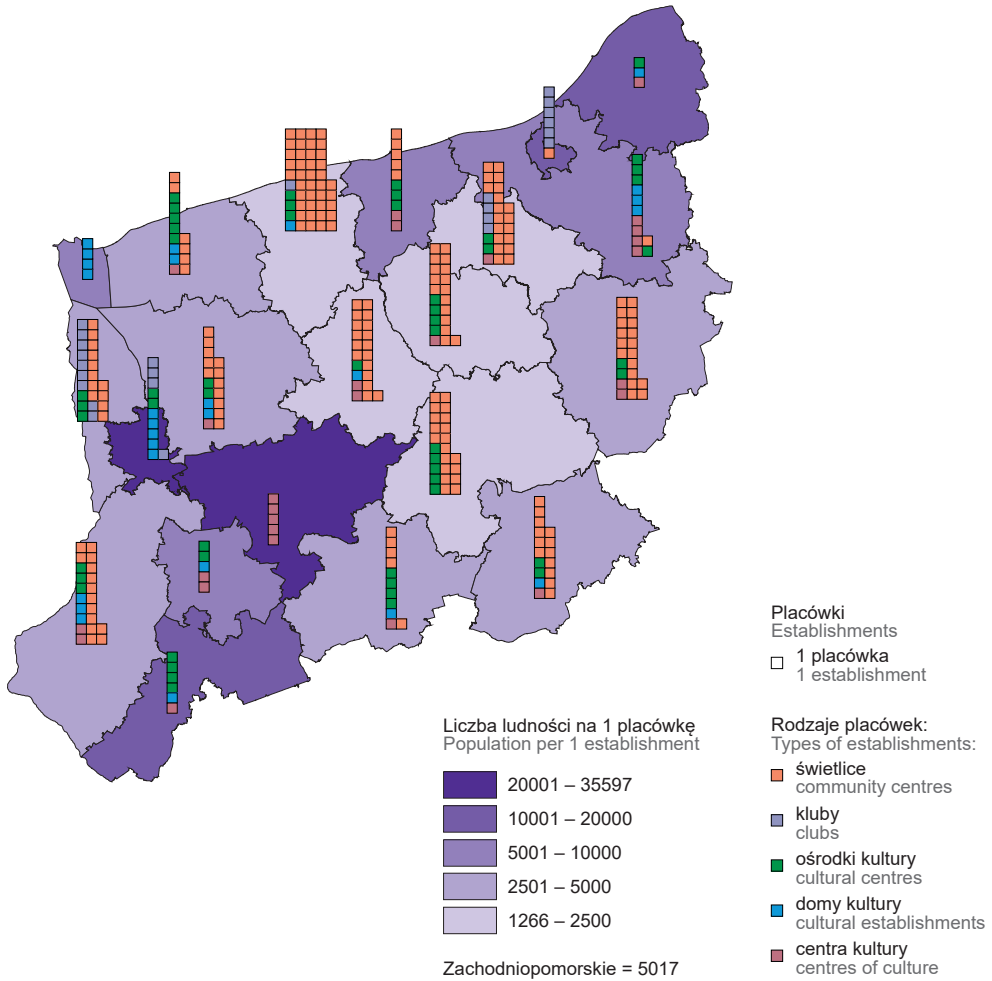 Placówki
Establishments
1 placówka
1 establishment
Liczba ludności na 1 placówkę
Population per 1 establishment
20001 – 35597
10001 – 20000
5001 – 10000
2501 – 5000
1266 – 2500
Zachodniopomorskie = 5017
Rodzaje placówek:
Types of establishments:
świetlice
community centres
kluby
clubs
ośrodki kultury
cultural centres
domy kultury
cultural establishments
centra kultury
centres of culture